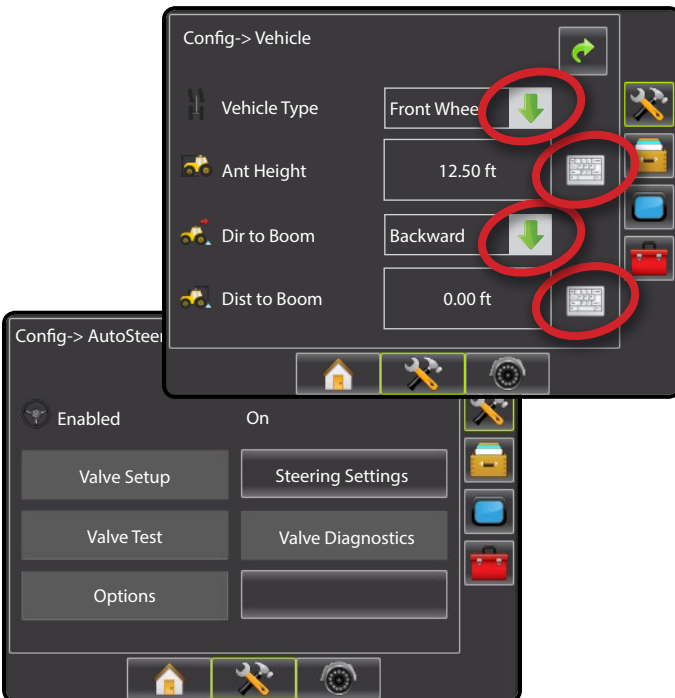 Config-> Vehicle
Vehicle Type
Front Whee
Ant Height
12.50 ft
Dir to Boom
Backward
Dist to Boom
0.00 ft
Config-> AutoSteer
Enabled
On
Valve Setup
Steering Settings
Valve Test
Valve Diagnostics
Options